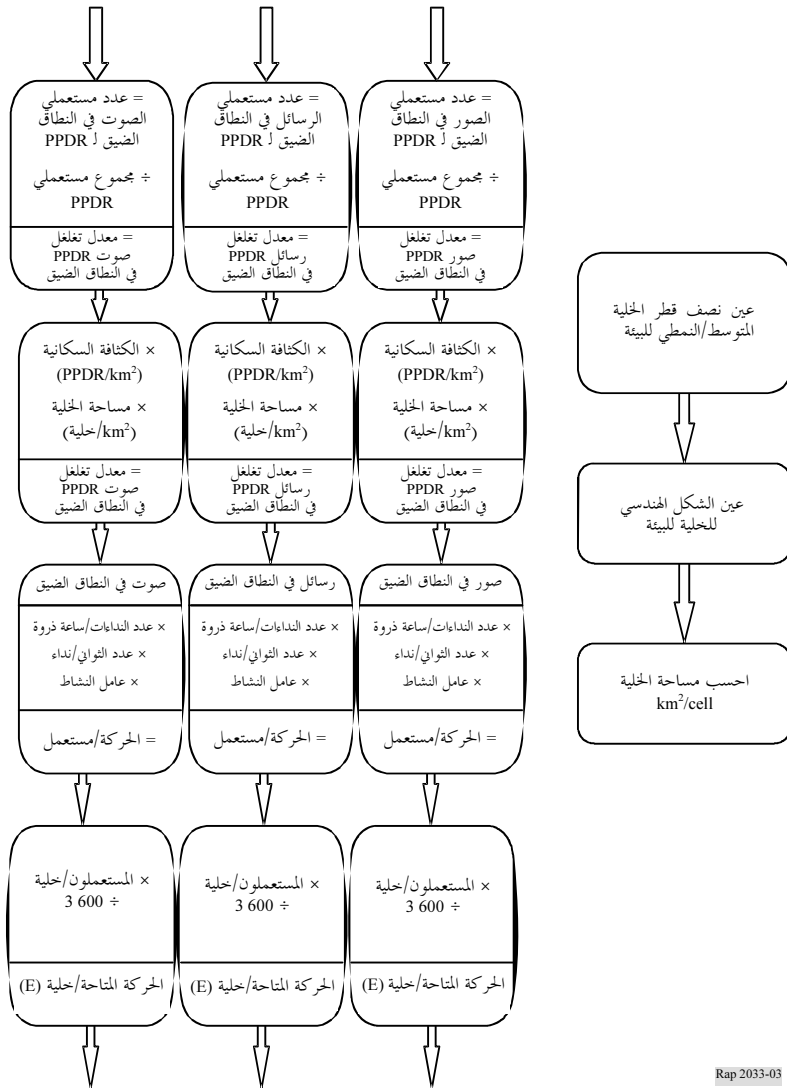 = عدد مستعملي
الصوت في النطاق
الضيق لـ PPDR
÷ مجموع مستعملي
PPDR
= معدل تغلغل
صوت PPDR
في النطاق الضيق
= عدد مستعملي
الرسائل في النطاق
الضيق لـ PPDR
÷ مجموع مستعملي
PPDR
= معدل تغلغل
رسائل PPDR
في النطاق الضيق
= عدد مستعملي
الصور في النطاق
الضيق لـ PPDR
÷ مجموع مستعملي
PPDR
= معدل تغلغل
صور PPDR
في النطاق الضيق
× الكثافة السكانية
(PPDR/km²)
× مساحة الخلية
(km²/خلية)
= معدل تغلغل
صوت PPDR
في النطاق الضيق
× الكثافة السكانية
(PPDR/km²)
× مساحة الخلية
(km²/خلية)
= معدل تغلغل
رسائل PPDR
في النطاق الضيق
× الكثافة السكانية
(PPDR/km²)
× مساحة الخلية
(km²/خلية)
= معدل تغلغل
صور PPDR
في النطاق الضيق
صوت في النطاق الضيق
× عدد النداءات/ساعة ذروة
× عدد الثواني/نداء
× عامل النشاط
= الحركة/مستعمل
رسائل في النطاق الضيق
× عدد النداءات/ساعة ذروة
× عدد الثواني/نداء
× عامل النشاط
= الحركة/مستعمل
صور في النطاق الضيق
× عدد النداءات/ساعة ذروة
× عدد الثواني/نداء
× عامل النشاط
= الحركة/مستعمل
× المستعملون/خلية
÷ 3 600
الحركة المتاحة/خلية (E)
× المستعملون/خلية
÷ 3 600
الحركة المتاحة/خلية (E)
× المستعملون/خلية
÷ 3 600
الحركة المتاحة/خلية (E)
عين نصف قطر الخلية
المتوسط/النمطي للبيئة
عين الشكل الهندسي
للخلية للبيئة
احسب مساحة الخلية
km²/cell
Rap 2033-03